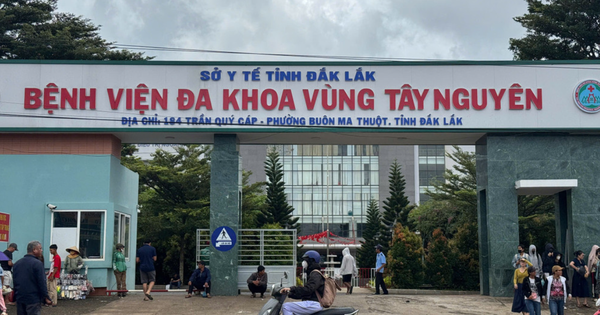 SỞ Y TẾ TỈNH ĐẮK LẮK
BỆNH VIỆN ĐA KHOA VÙNG TÂY NGUYÊN
ĐỊA CHỈ: 184 TRẦN QUÝ CÁP - PHƯỜNG BUÔN MA THUỘT, TỈNH ĐẮK LẮK